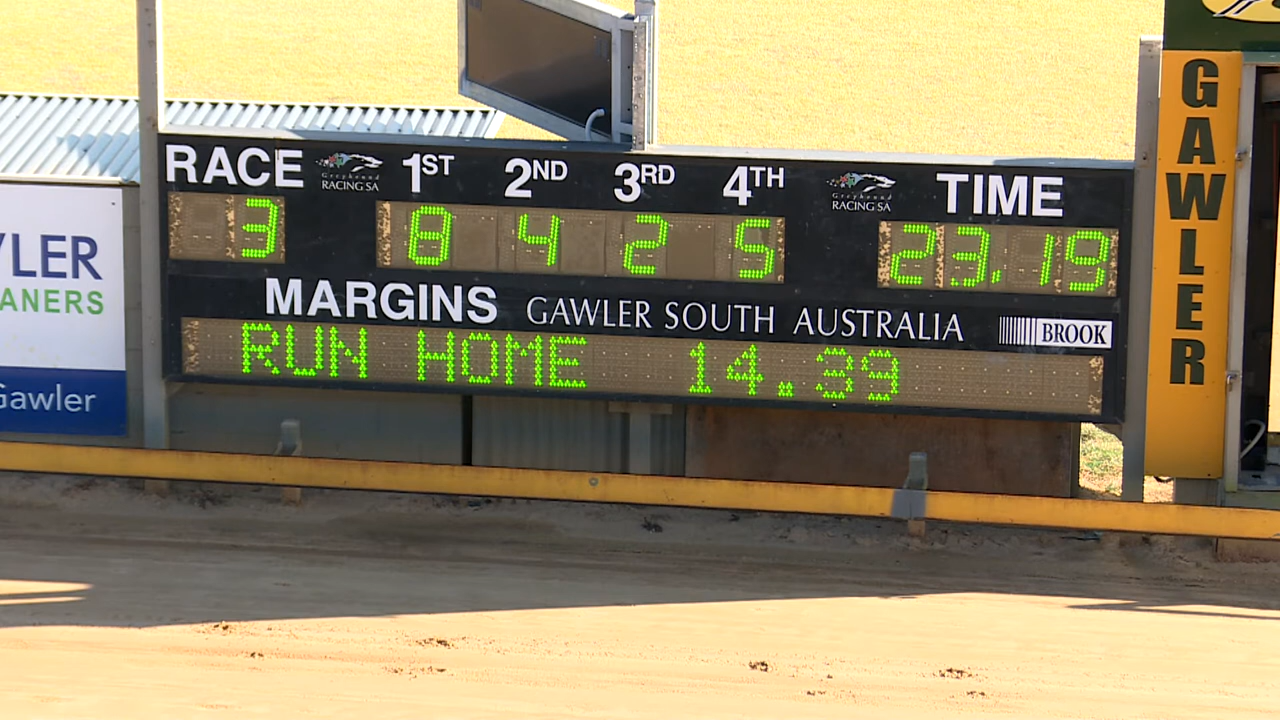 RACE 1ST 2ND 3RD 4TH TIME
Greyhound RACING SA
Greyhound RACING SA
3 8 4 2 5 23.19
MARGINS GAWLER SOUTH AUSTRALIA BROOK
RUN HOME 14.39
WLER
ANERS
Gawler
GAWLER